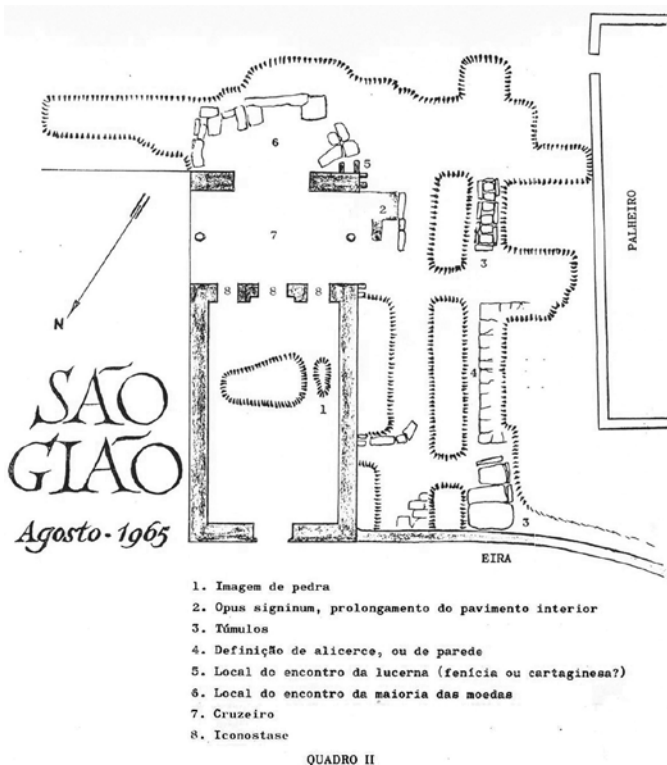 6
5
2
7
3
8 8 8
N
PALHEIRO
4
1
SÃO
GIÃO
Agosto - 1965
3
EIRA
1. Imagem de pedra
2. Opus signinum, prolongamento do pavimento interior
3. Túmulos
4. Definição de alicerce, ou de parede
5. Local do encontro da lucerna (fenícia ou cartaginesa?)
6. Local do encontro da maioria das moedas
7. Cruzeiro
8. Iconostase
QUADRO II